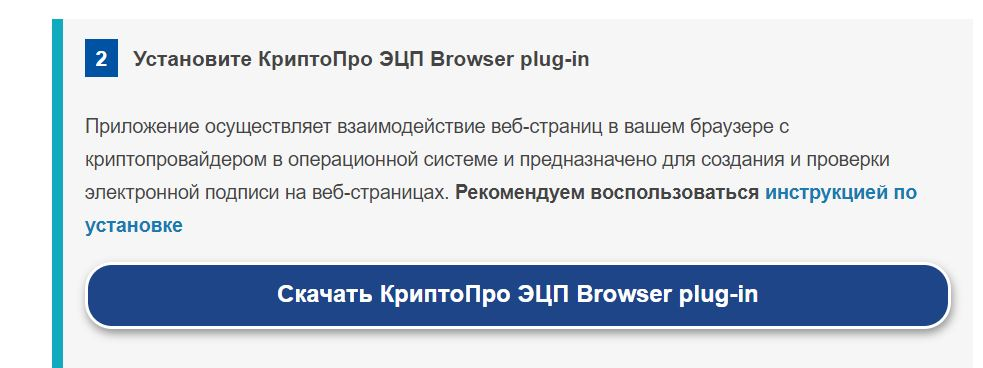 2 Установите КриптоПро ЭЦП Browser plug-in
Приложение осуществляет взаимодействие веб-страниц в вашем браузере с
криптопровайдером в операционной системе и предназначено для создания и проверки
электронной подписи на веб-страницах. Рекомендуем воспользоваться инструкцией по
установке
Скачать КриптоПро ЭЦП Browser plug-in